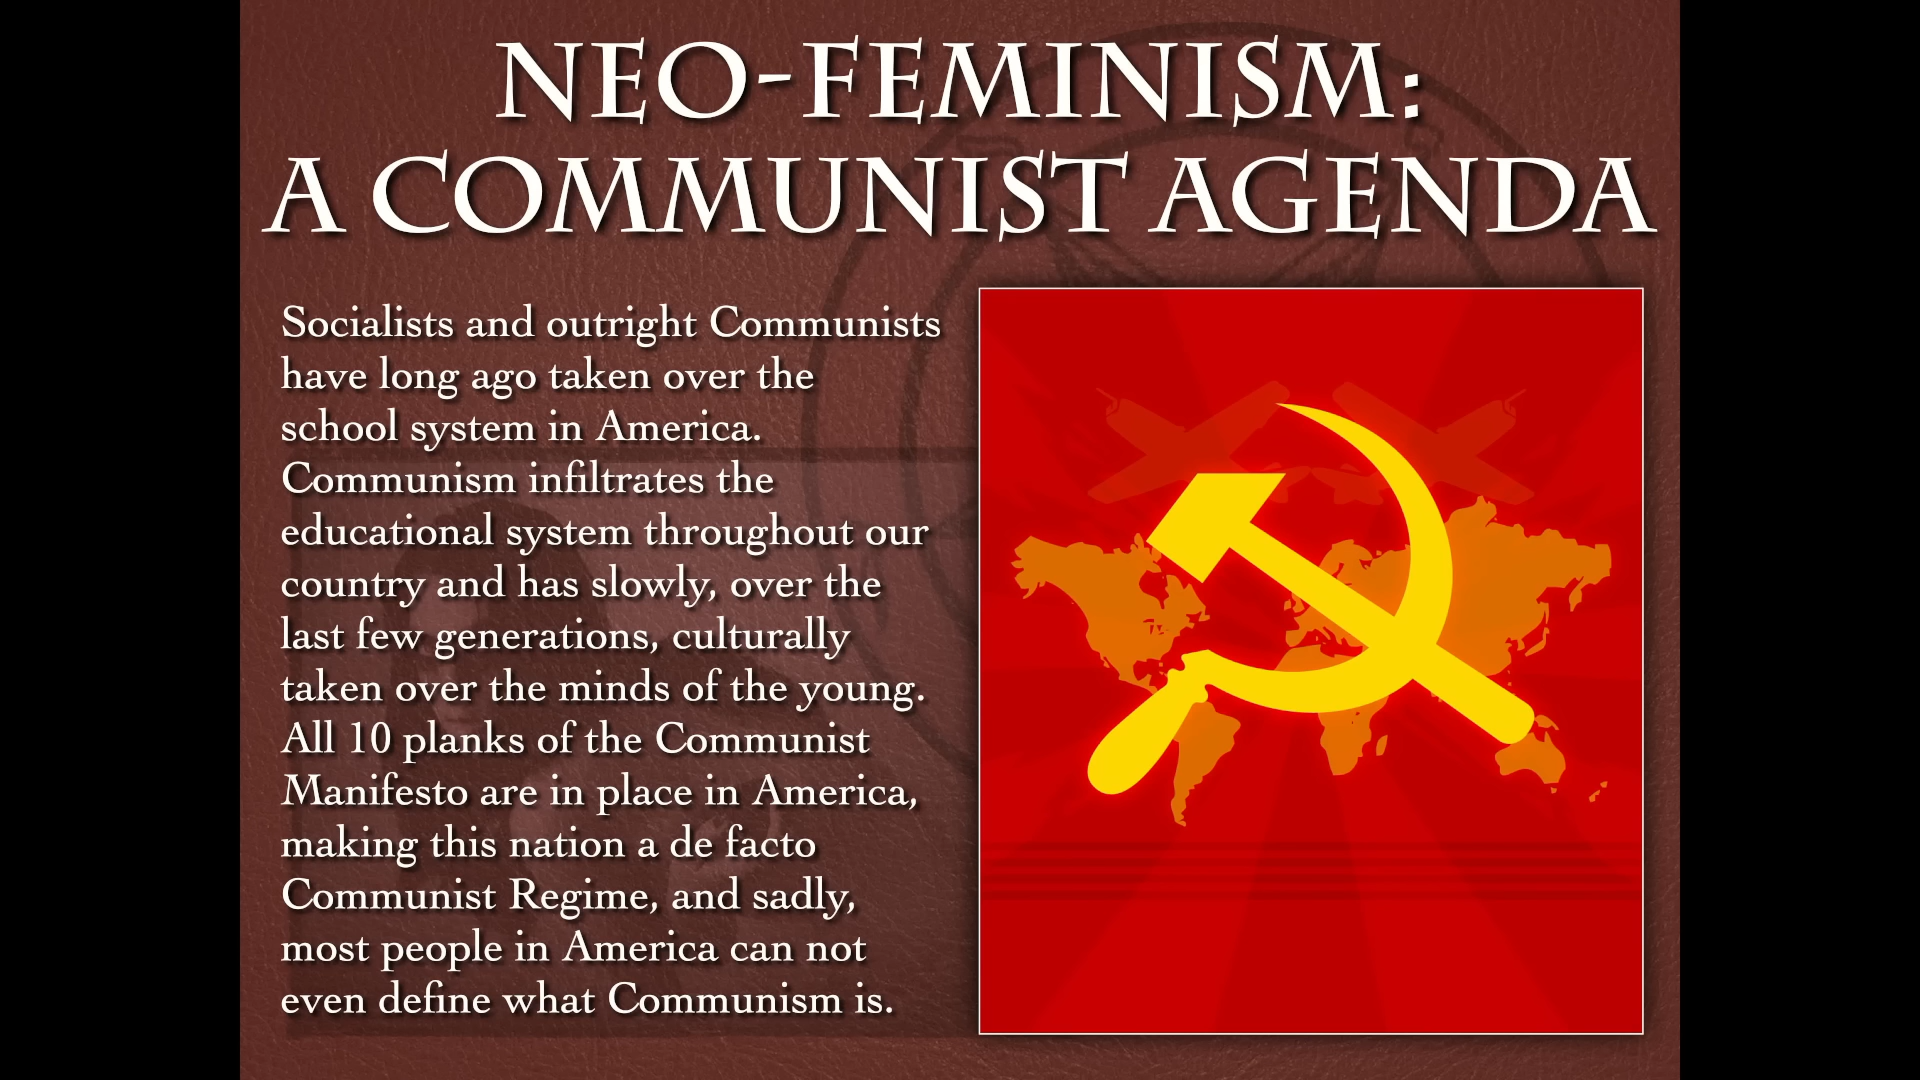 NEO-FEMINISM:
A COMMUNIST AGENDA
Socialists and outright Communists
have long ago taken over the
school system in America.
Communism infiltrates the
educational system throughout our
country and has slowly, over the
last few generations, culturally
taken over the minds of the young.
All 10 planks of the Communist
Manifesto are in place in America,
making this nation a de facto
Communist Regime, and sadly,
most people in America can not
even define what Communism is.